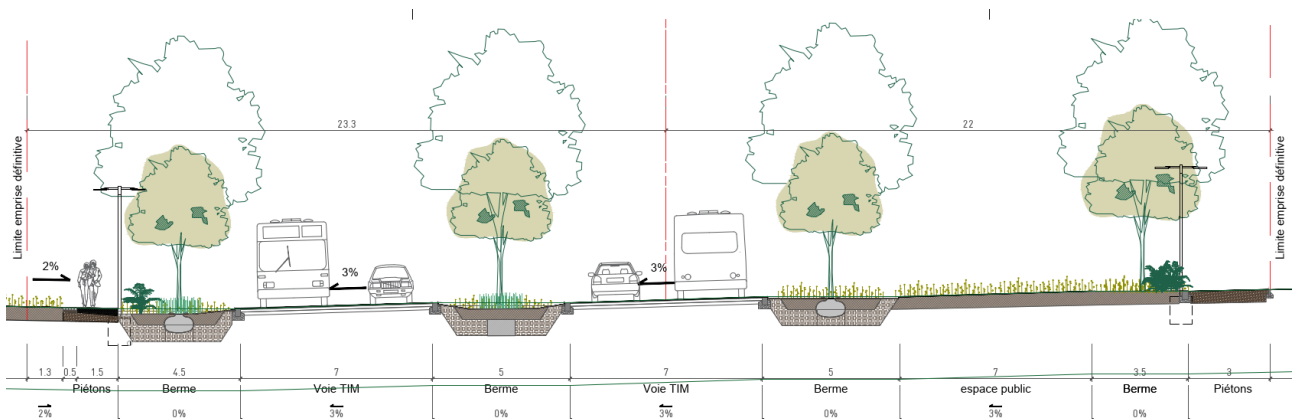 23.3
22
Limite emprise définitive
Limite emprise définitive
2%
3%
3%
1.3 0.5 1.5 4.5 7 5 7 5 7 3.5 3
Piétons Berme Voie TIM Berme Voie TIM Berme espace public Berme Piétons
2% 0% 3% 0% 3% 0% 3% 0%